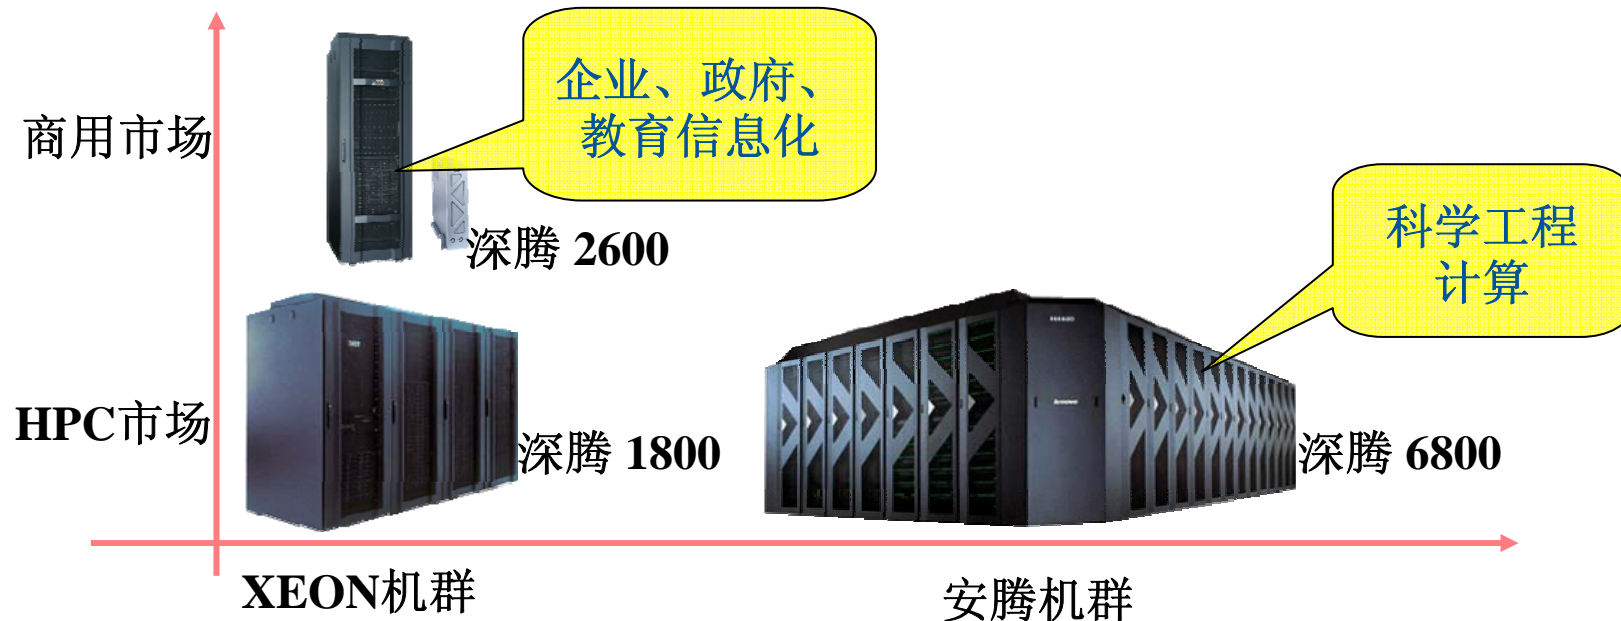 企业、政府、
教育信息化
商用市场
深腾 2600
科学工程
计算
HPC市场
深腾 1800
深腾 6800
XEON机群
安腾机群